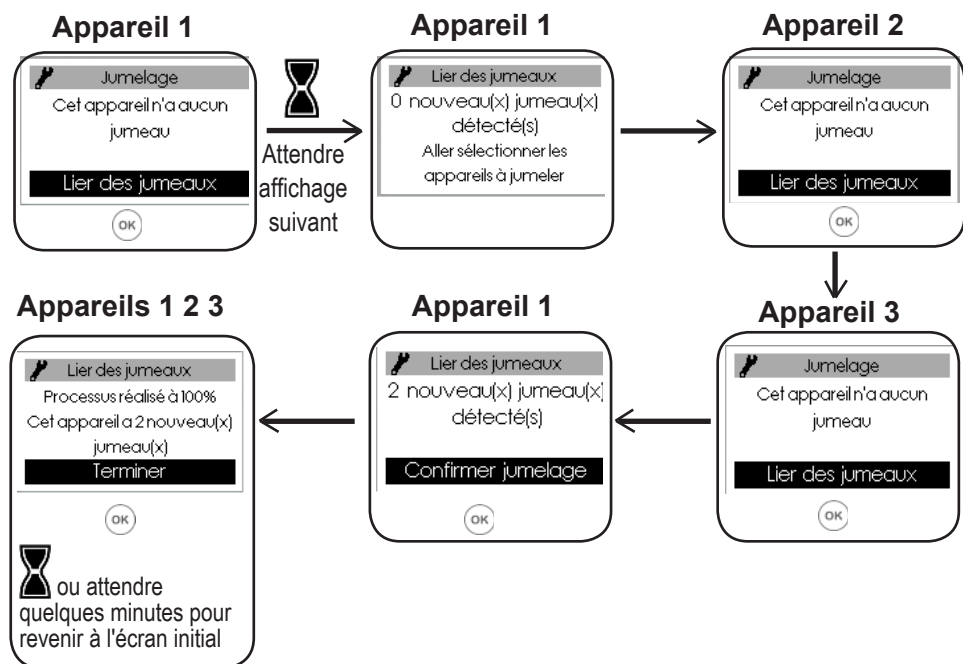 Appareil 1
Jumelage
Cet appareil n'a aucun
jumeau
Lier des jumeaux
OK
Attendre
affichage
suivant
Appareil 1
Lier des jumeaux
0 nouveau(x) jumeau(x)
détecté(s)
Aller sélectionner les
appareils à jumeler
Appareil 2
Jumelage
Cet appareil n'a aucun
jumeau
Lier des jumeaux
OK
Appareil 3
Jumelage
Cet appareil n'a aucun
jumeau
Lier des jumeaux
OK
Appareil 1
Lier des jumeaux
2 nouveau(x) jumeau(x)
détecté(s)
Confirmer jumelage
OK
Appareils 1 2 3
Lier des jumeaux
Processus réalisé à 100%
Cet appareil a 2 nouveau(x)
jumeau(x)
Terminer
OK
ou attendre
quelques minutes pour
revenir à l'écran initial